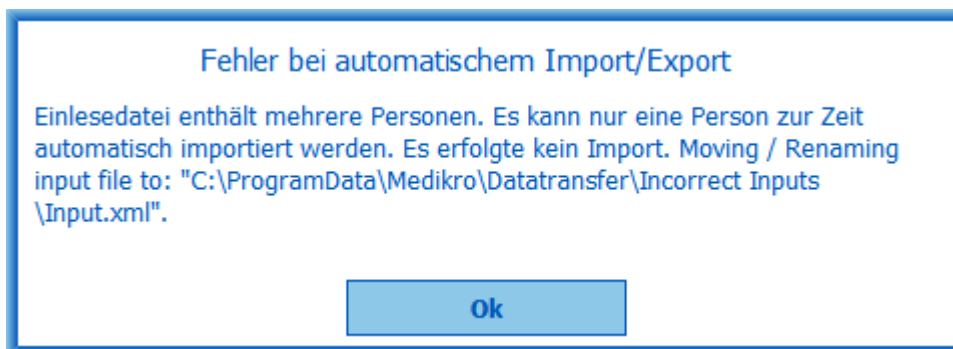 Fehler bei automatischem Import/Export
Einlesedatei enthält mehrere Personen. Es kann nur eine Person zur Zeit
automatisch importiert werden. Es erfolgte kein Import. Moving / Renaming
input file to: "C:\ProgramData\Medikro\Datatransfer\Incorrect Inputs
\Input.xml".
Ok